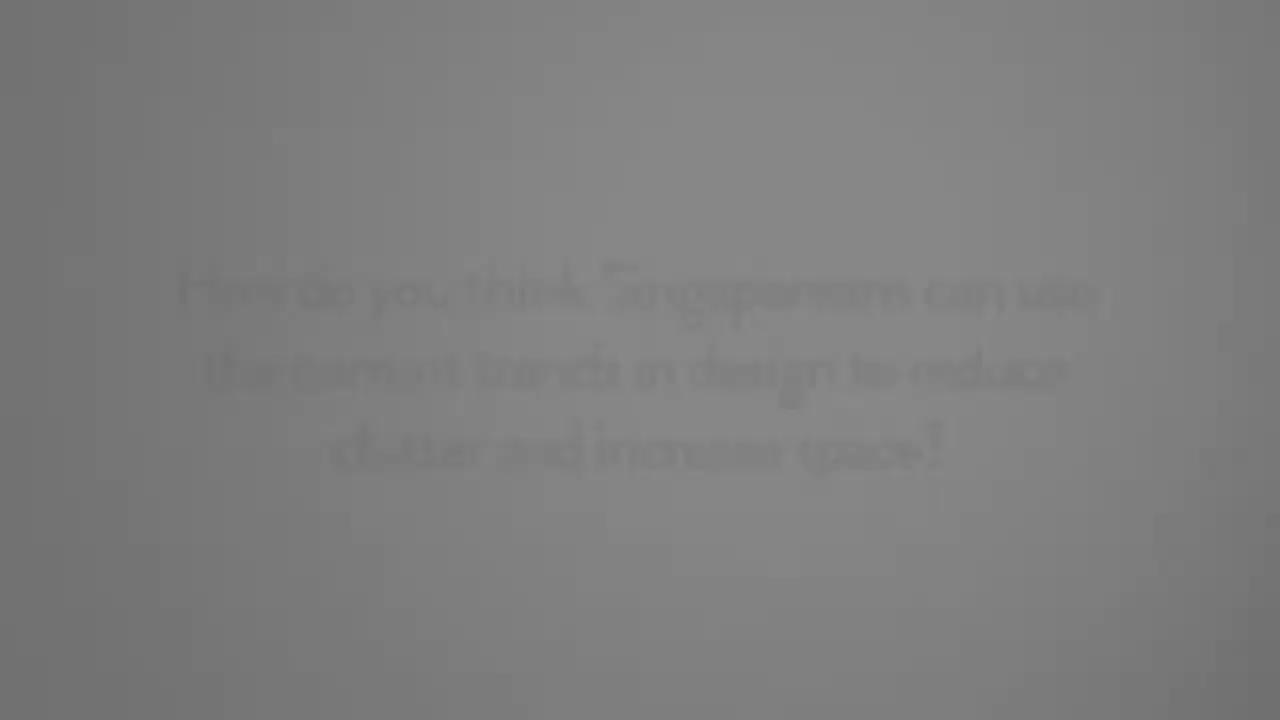 How do you think Singaporeans can use
the current trends in design to reduce
clutter and increase space?